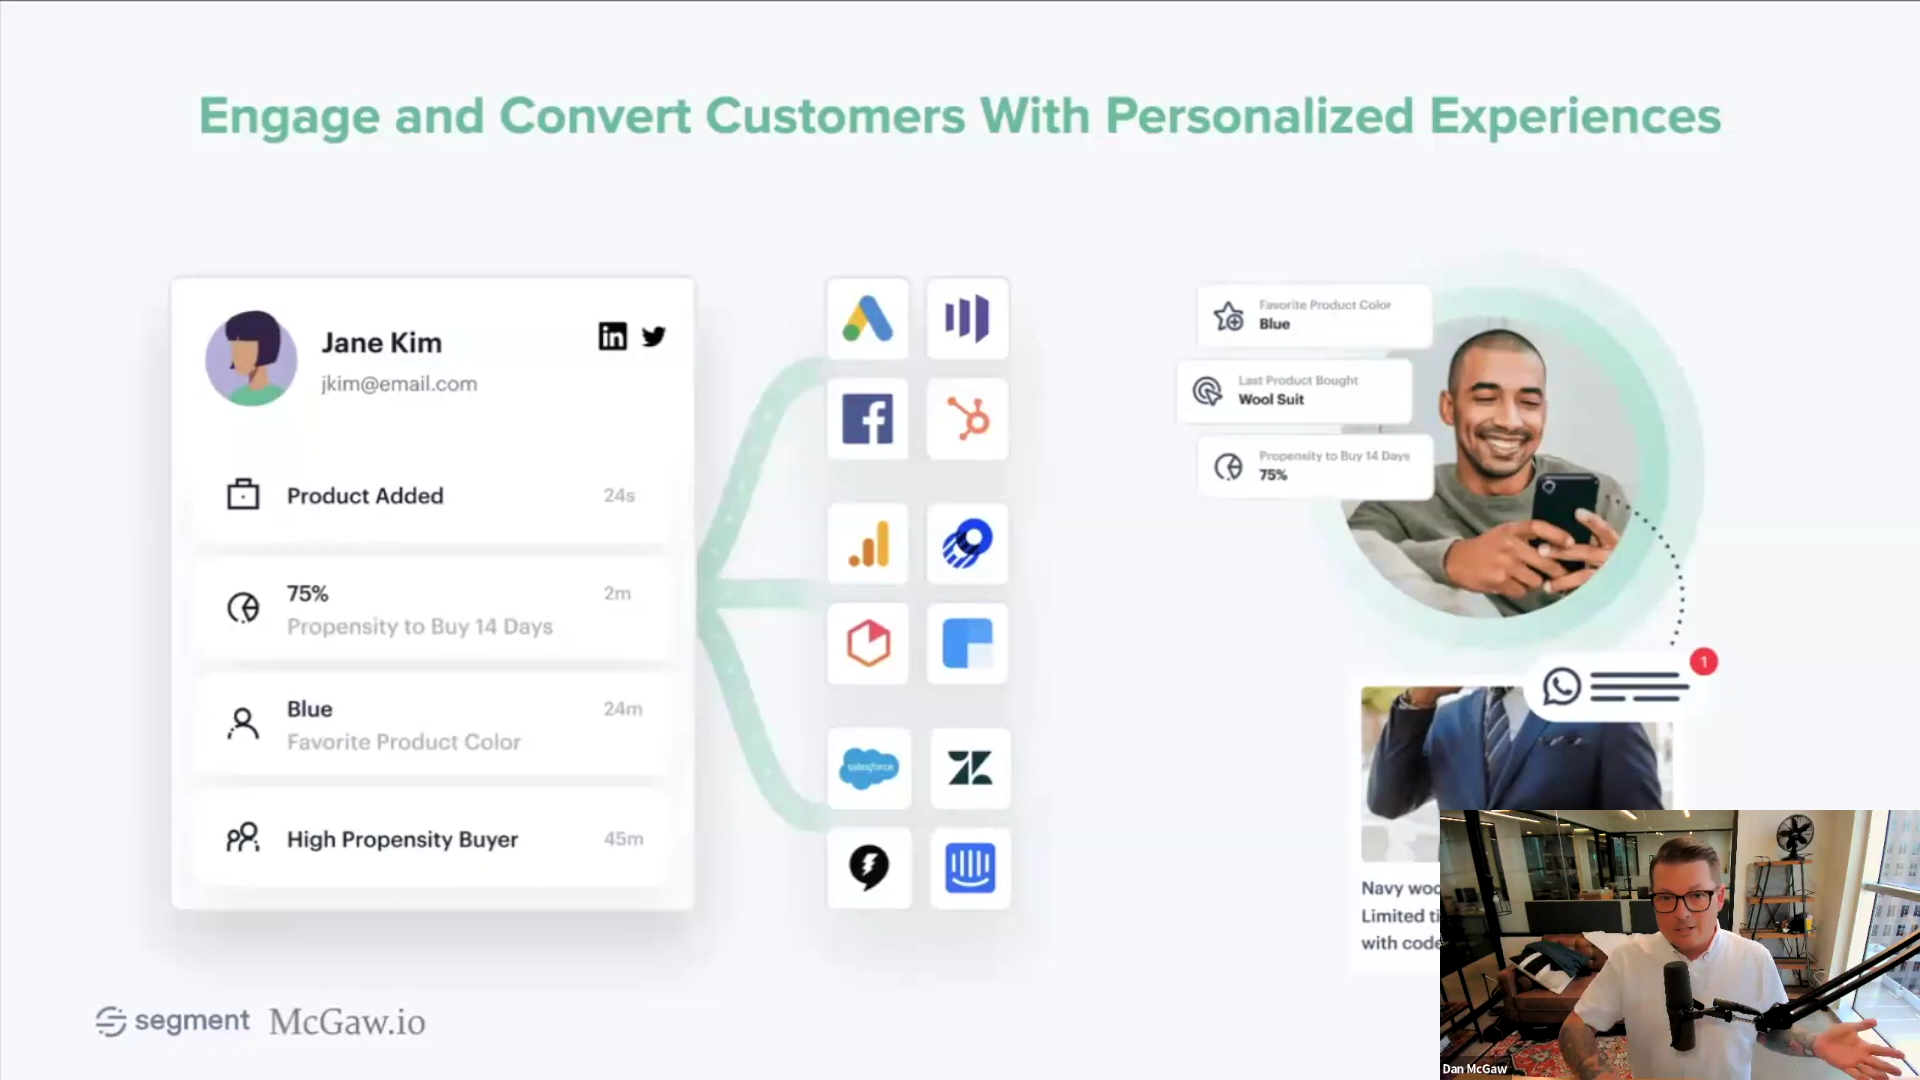 Engage and Convert Customers With Personalized Experiences
Jane Kim
jkim@email.com
Product Added
24s
75%
2m
Propensity to Buy 14 Days
Blue
24m
Favorite Product Color
High Propensity Buyer
45m
salesforce
Favorite Product Color
Blue
Last Product Bought
Wool Suit
Propensity to Buy 14 Days
75%
1
Navy woo
Limited ti
with code
segment
McGaw.io
Dan McGaw